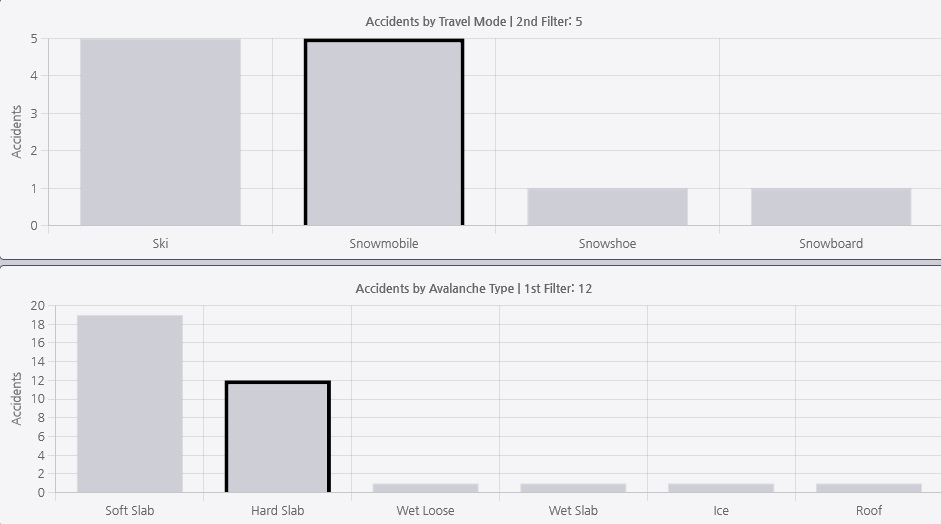 Accidents by Travel Mode | 2nd Filter: 5
Accidents
5
4
3
2
1
0
Ski Snowmobile Snowshoe Snowboard
Accidents by Avalanche Type | 1st Filter: 12
Accidents
20
18
16
14
12
10
8
6
4
2
0
Soft Slab Hard Slab Wet Loose Wet Slab Ice Roof